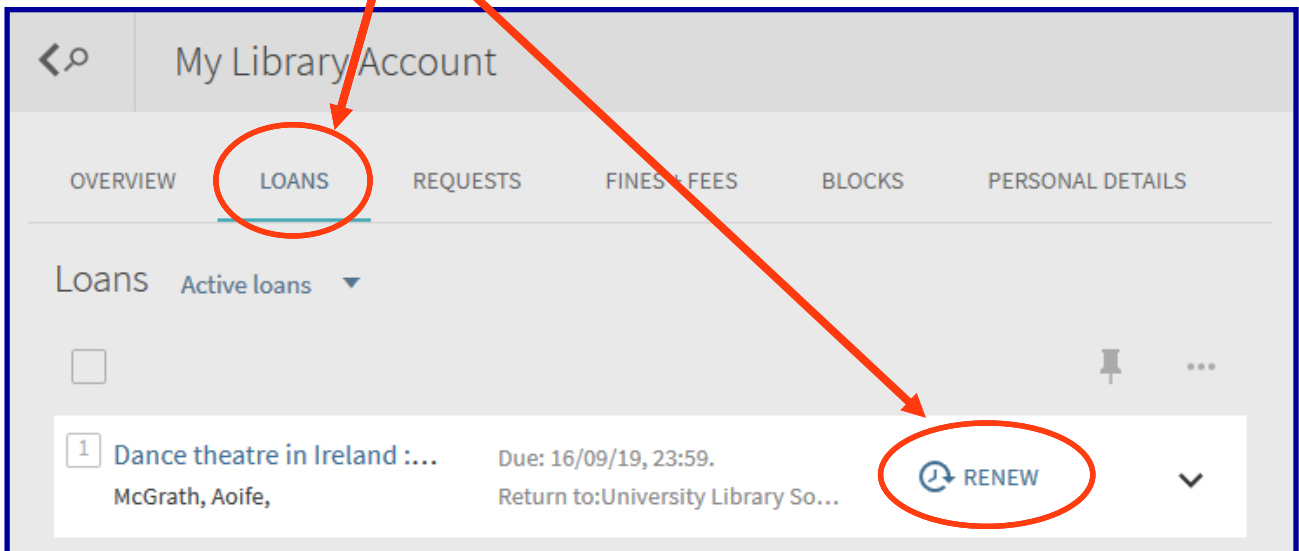 My Library Account
OVERVIEW LOANS REQUESTS FINES + FEES BLOCKS PERSONAL DETAILS
Loans Active loans
1 Dance theatre in Ireland :... Due: 16/09/19, 23:59. RENEW
McGrath, Aoife, Return to:University Library So...